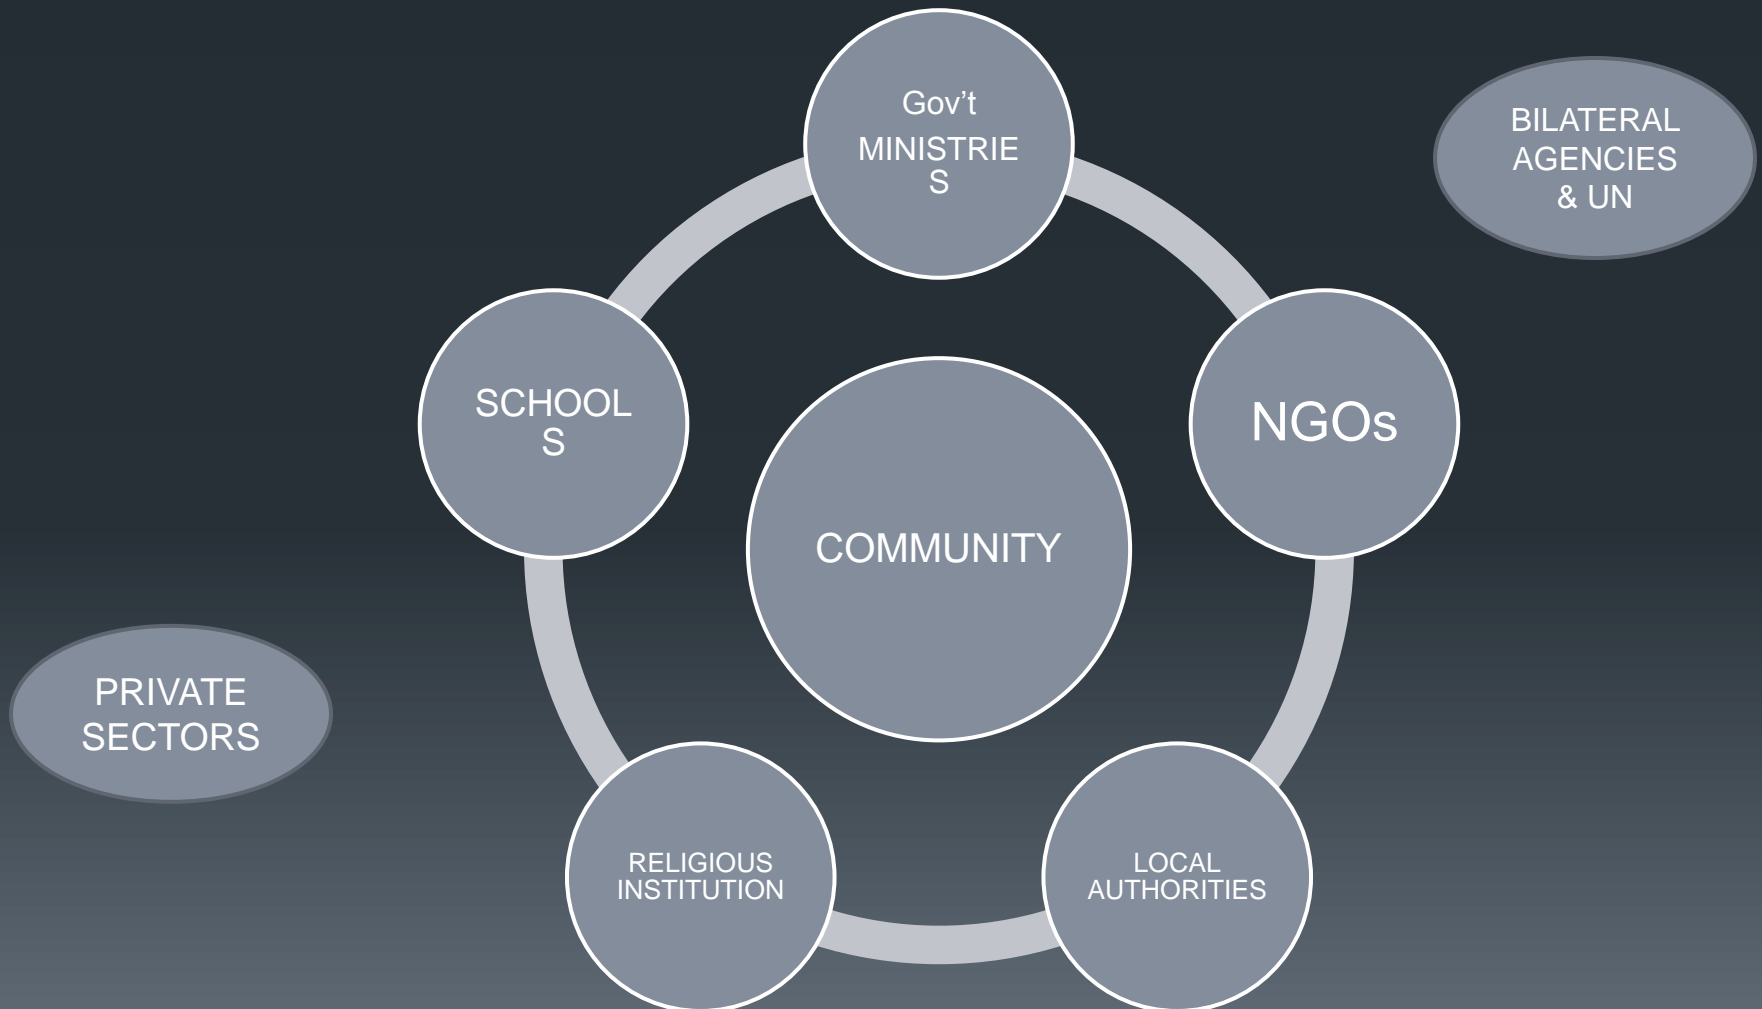 Gov’t
MINISTRIE
S
BILATERAL
AGENCIES
& UN
SCHOOL
S
NGOs
COMMUNITY
PRIVATE
SECTORS
RELIGIOUS
INSTITUTION
LOCAL
AUTHORITIES